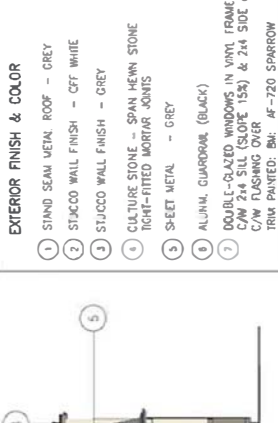 EXTERIOR FINISH & COLOR
1 STAND SEAM METAL ROOF - GREY
2 STUCCO WALL FINISH - OFF WHITE
3 STUCCO WALL FINISH - GREY
4 CULTURE STONE - SPAN HEWN STONE
TIGHT-FITTED MORTAR JOINTS
5 SHEET METAL - GREY
6 ALUNM. GUARDRAIL (BLACK)
7 DOUBLE-GLAZED WINDOWS IN VINYL FRAME
C/W 2x4 SILL (SLOPE 15%) & 2x4 SIDE
C/W FLASHING OVER
TRIM PAINTED: BM: AF-720 SPARROW
5